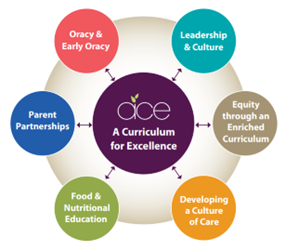 Oracy &
Early Oracy
Leadership
& Culture
Parent
Partnerships
ace
A Curriculum
for Excellence
Equity
through an
Enriched
Curriculum
Food &
Nutritional
Education
Developing
a Culture
of Care